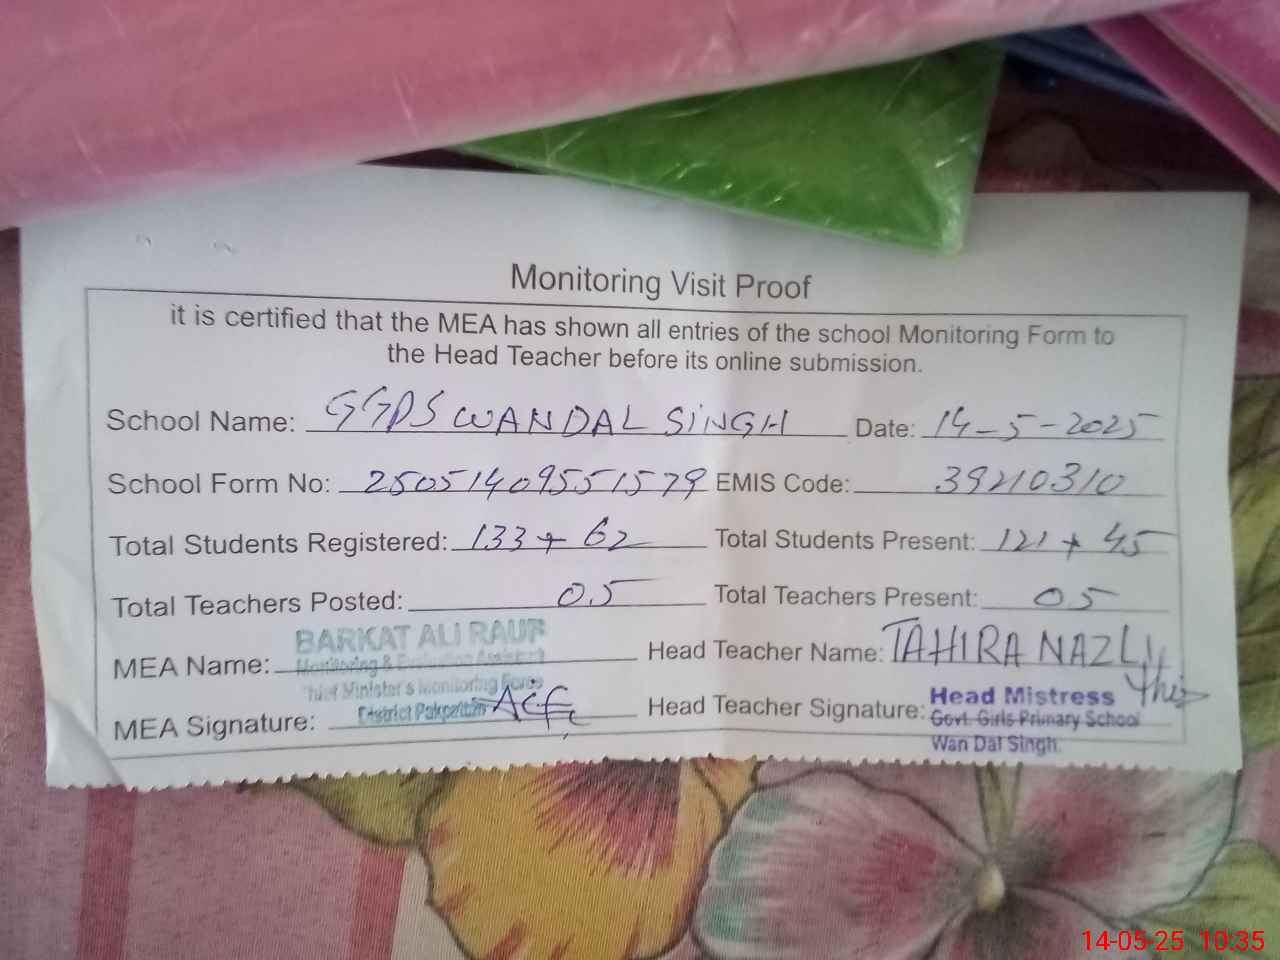 Monitoring Visit Proof
it is certified that the MEA has shown all entries of the school Monitoring Form to
the Head Teacher before its online submission.
School Name: GGPS WANDAL SINGH Date: 14-5-2025
School Form No: 25051409551579 EMIS Code: 39210310
Total Students Registered: 133+62 Total Students Present: 121+45
Total Teachers Posted: 05 Total Teachers Present: 05
BARKAT ALI RAUF
MEA Name: Monitoring & Evaluation Assistant Head Teacher Name: TAHIRA NAZLI
Chief Minister's Monitoring Force
District Pakpattan
MEA Signature: Head Teacher Signature: Head Mistress
Govt. Girls Primary School
Wan Dal Singh.
14-05-25 10:35